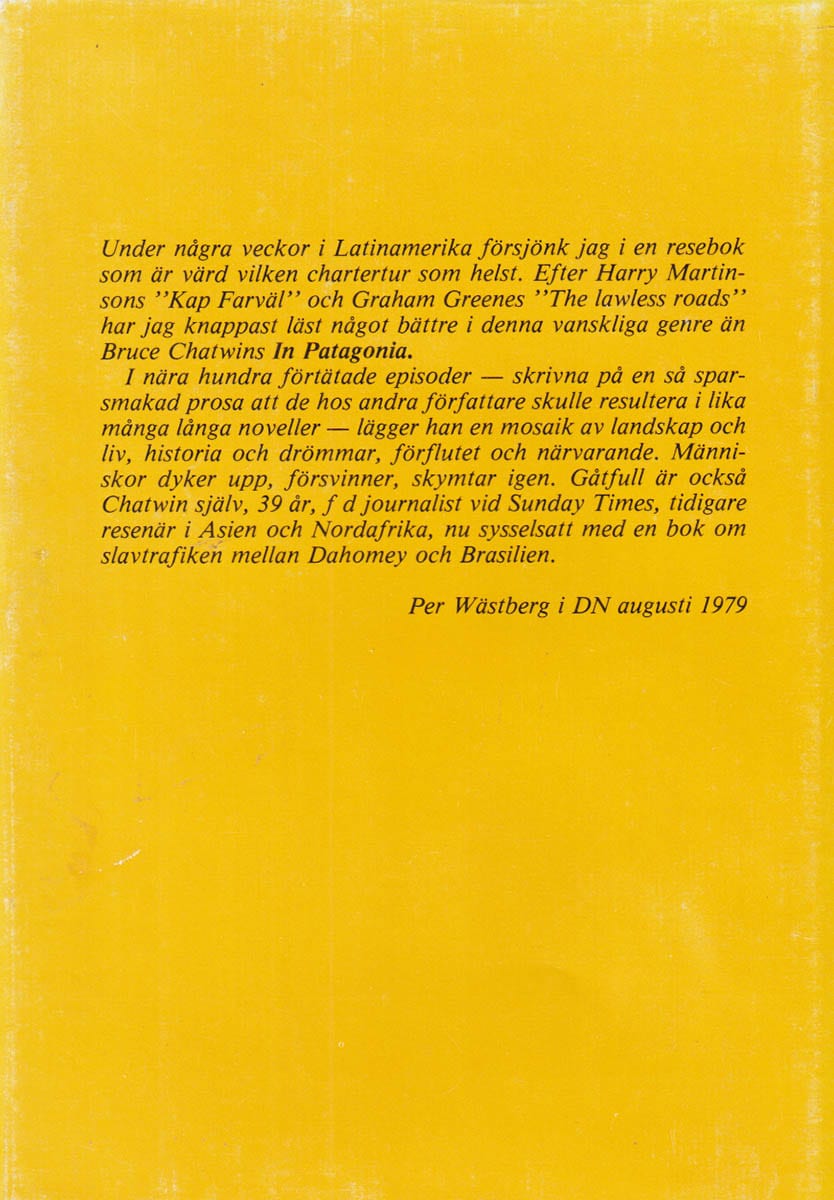 Under några veckor i Latinamerika försjönk jag i en resebok
som är värd vilken chartertur som helst. Efter Harry Martin-
sons ”Kap Farväl” och Graham Greenes ”The lawless roads”
har jag knappast läst något bättre i denna vanskliga genre än
Bruce Chatwins In Patagonia.
I nära hundra förtätade episoder — skrivna på en så spar-
smakad prosa att de hos andra författare skulle resultera i lika
många långa noveller — lägger han en mosaik av landskap och
liv, historia och drömmar, förflutet och närvarande. Männi-
skor dyker upp, försvinner, skymtar igen. Gåtfull är också
Chatwin själv, 39 år, f d journalist vid Sunday Times, tidigare
resenär i Asien och Nordafrika, nu sysselsatt med en bok om
slavtrafiken mellan Dahomey och Brasilien.
Per Wästberg i DN augusti 1979